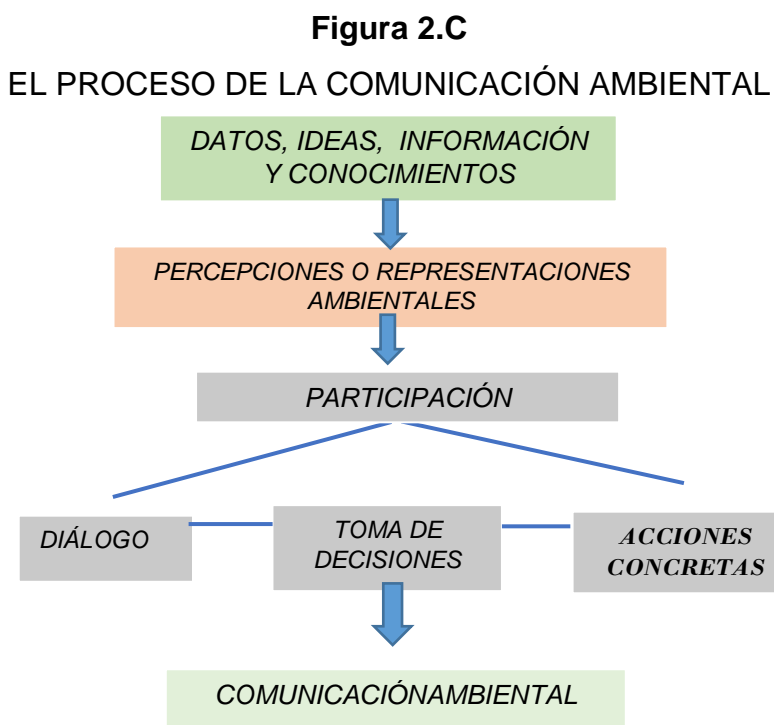 Figura 2.C
EL PROCESO DE LA COMUNICACIÓN AMBIENTAL
DATOS, IDEAS, INFORMACIÓN
Y CONOCIMIENTOS
PERCEPCIONES O REPRESENTACIONES
AMBIENTALES
PARTICIPACIÓN
DIÁLOGO
TOMA DE
DECISIONES
ACCIONES
CONCRETAS
COMUNICACIÓNAMBIENTAL